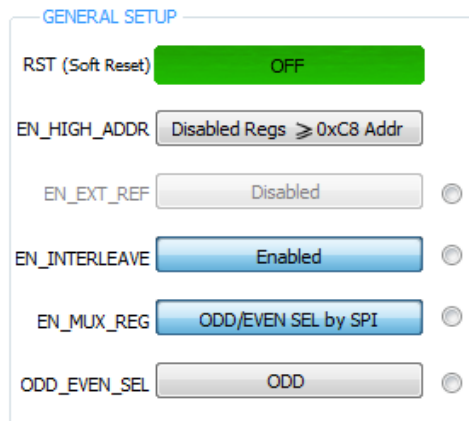 GENERAL SETUP
RST (Soft Reset) OFF
EN_HIGH_ADDR Disabled Regs ⩾ 0xC8 Addr
EN_EXT_REF Disabled
EN_INTERLEAVE Enabled
EN_MUX_REG ODD/EVEN SEL by SPI
ODD_EVEN_SEL ODD